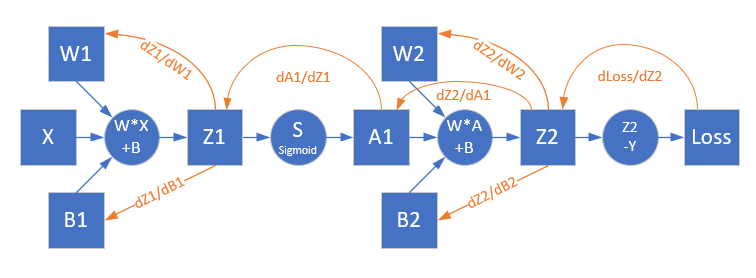 W1
dZ1/dW1
W2
dZ2/dW2
dA1/dZ1
dZ2/dA1
dLoss/dZ2
X
W*X
+B
Z1
S
Sigmoid
A1
W*A
+B
Z2
Z2
-Y
Loss
B1
dZ1/dB1
B2
dZ2/dB2